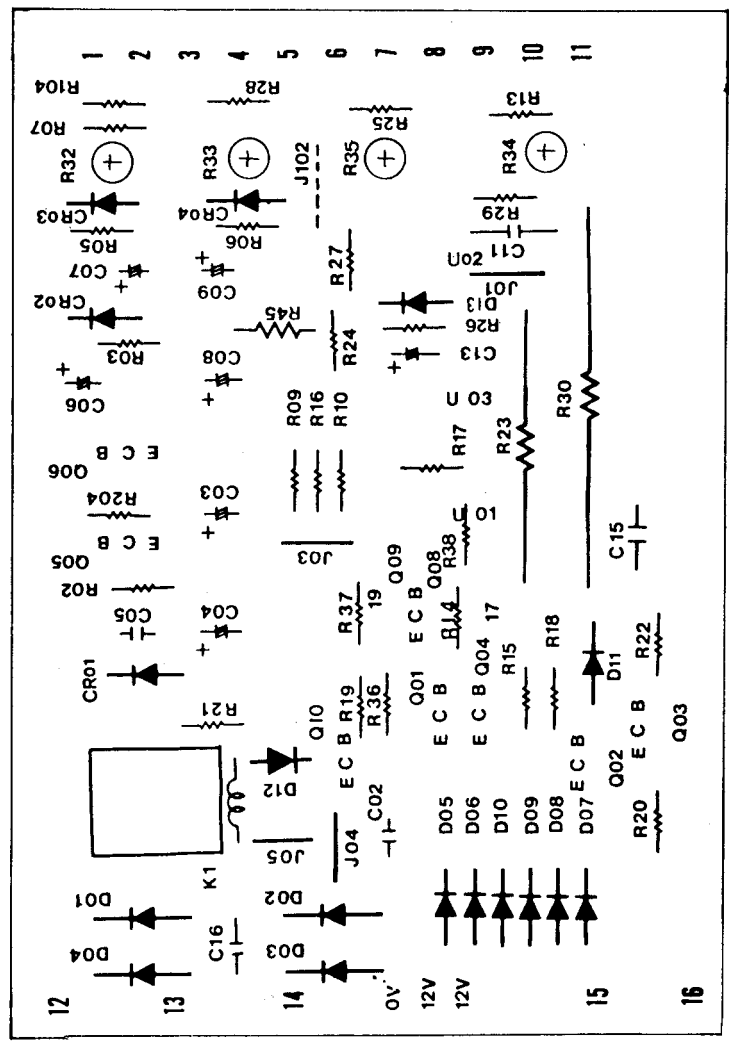 1 2 3 4 5 6 7 8 9 10 11
R104 R28 R25 R13
R07
R32 R33 J102 R35 R34
CR03 CR04 R29
R05 R06 C11
C07 C09 R27 U02
J01
CR02 R45 D13
R26
R03 C08 R24 C13
C06
R09 R16 R10 U 03 R30
R17 R23
Q06 E C B
R204 C03 U 01
Q05 E C B J03 C15
Q09 Q08 R38
R02 R37 19 E C B R14 17
C05 C04 Q04 R15 R18 R22
CR01 D11
R21 Q10 R19 R36 Q01
E C B E C B E C B E C B E C B
Q02 Q03
D12 C02 D05 D06 D10 D09 D08 D07 R20
K1 J05 J04
D01 D02
C16
D04 D03
12 13 14 0V 12V 12V 15 16